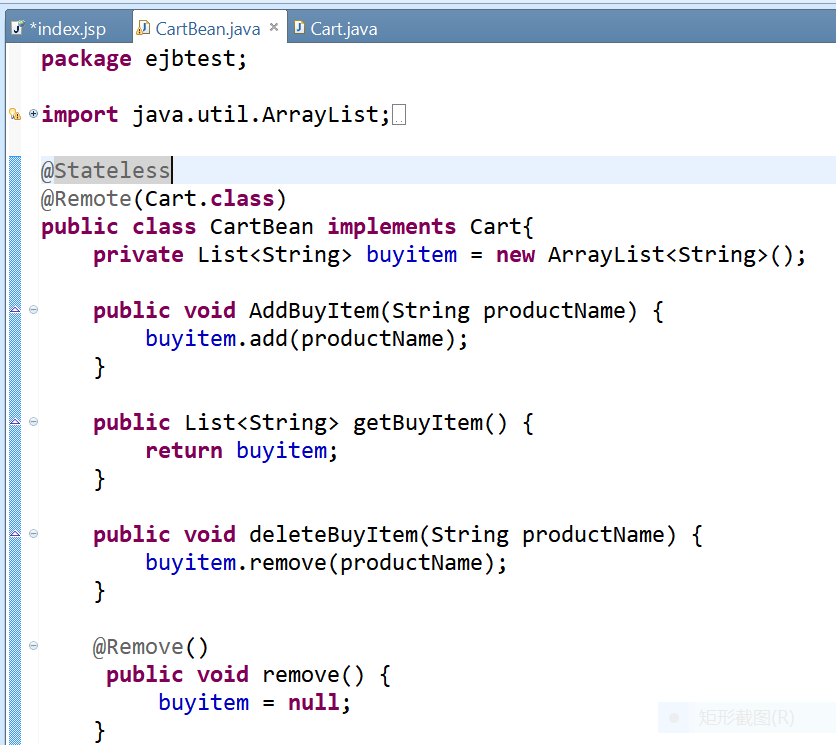 *index.jsp CartBean.java Cart.java
package ejbtest;
import java.util.ArrayList;
@Stateless
@Remote(Cart.class)
public class CartBean implements Cart{
private List<String> buyitem = new ArrayList<String>();
public void AddBuyItem(String productName) {
buyitem.add(productName);
}
public List<String> getBuyItem() {
return buyitem;
}
public void deleteBuyItem(String productName) {
buyitem.remove(productName);
}
@Remove()
public void remove() {
buyitem = null;
}
矩形截图(R)